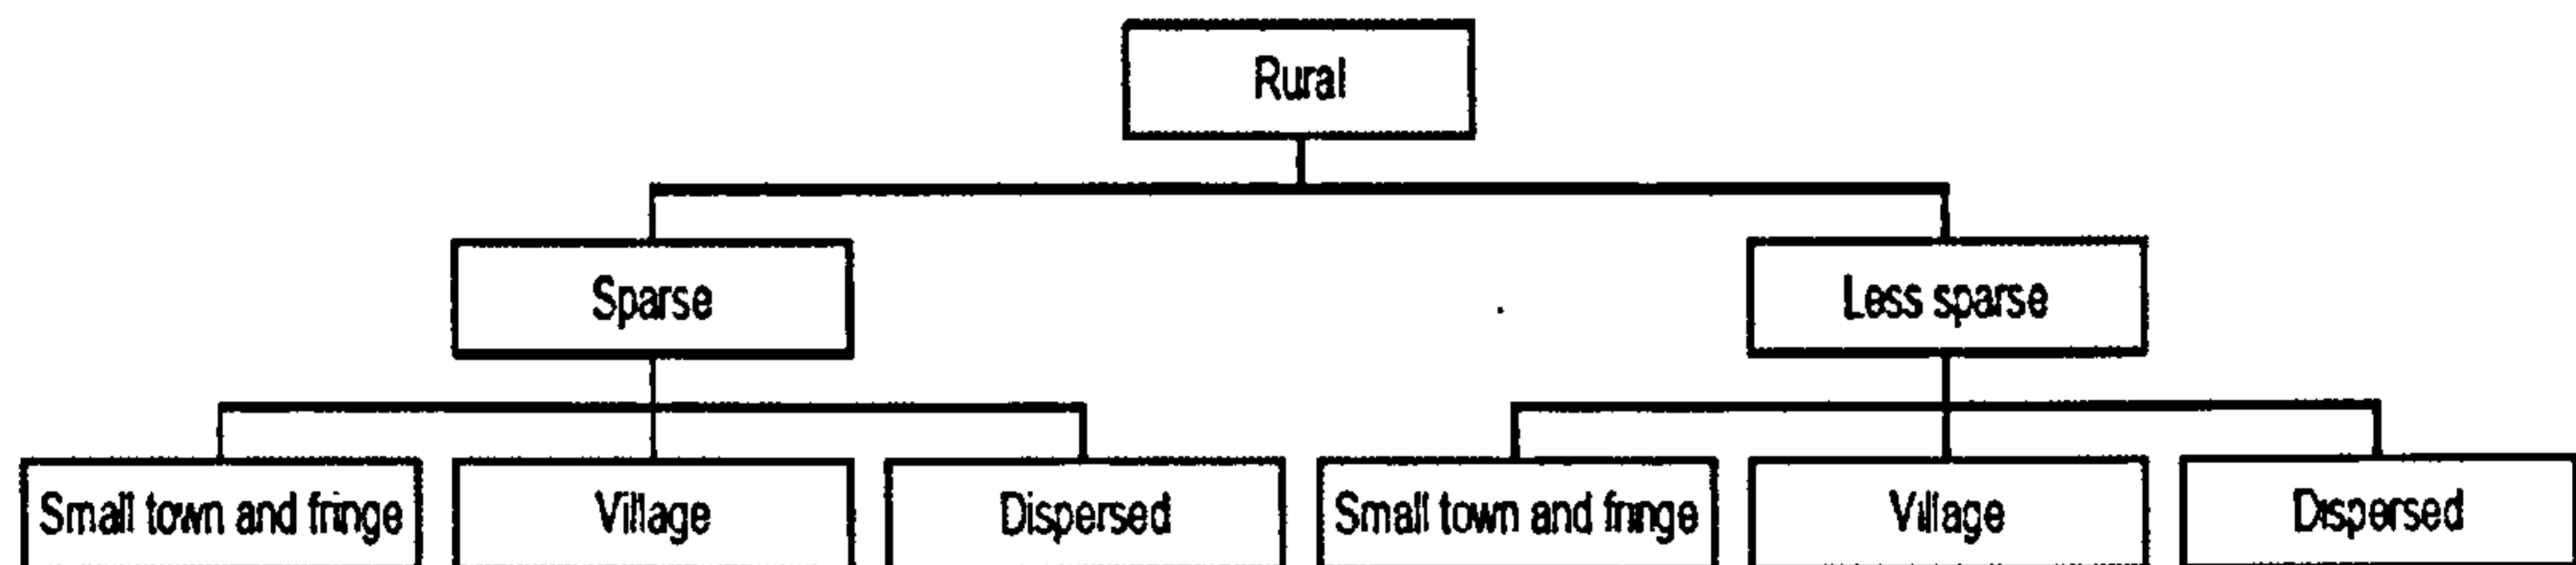 Rural
Sparse
Less sparse
Small town and fringe
Village
Dispersed
Small town and fringe
Village
Dispersed